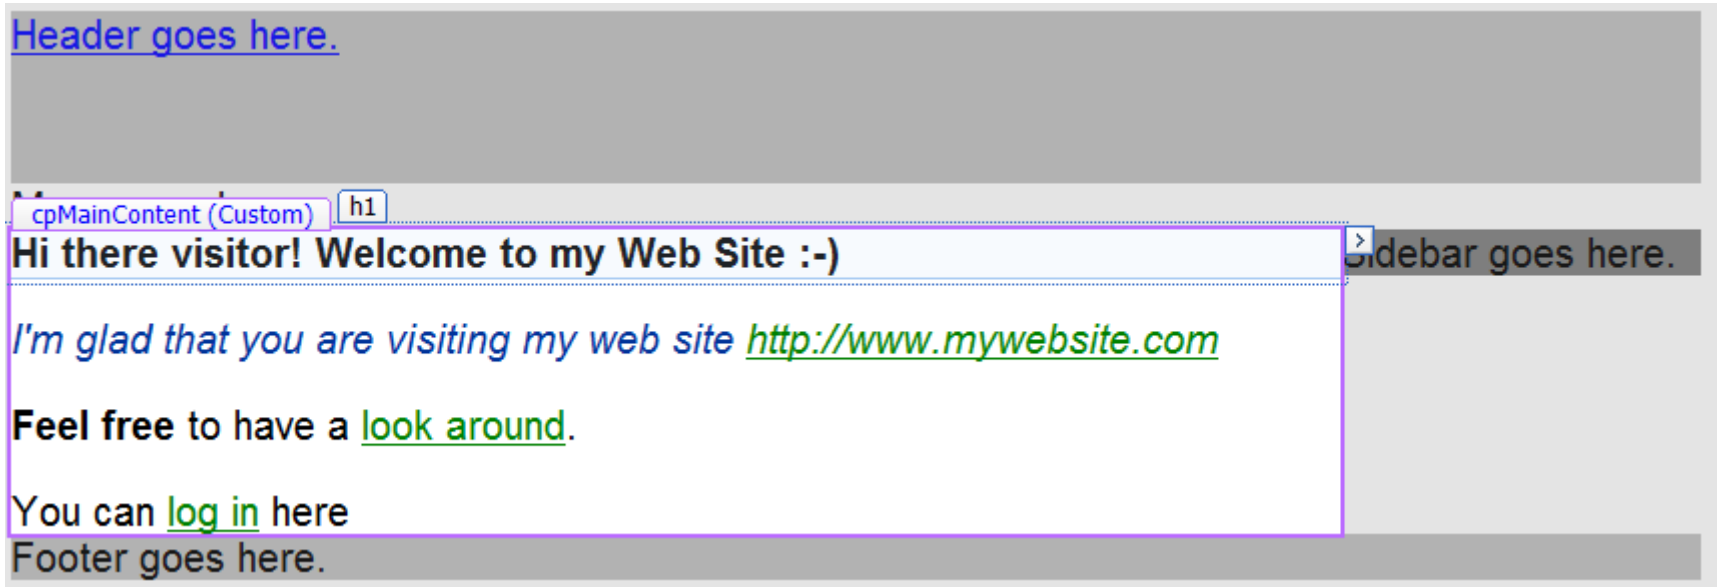 Header goes here.
cpMainContent (Custom) h1
Hi there visitor! Welcome to my Web Site :-)
goes here.
I'm glad that you are visiting my web site http://www.mywebsite.com
Feel free to have a look around.
You can log in here
Footer goes here.